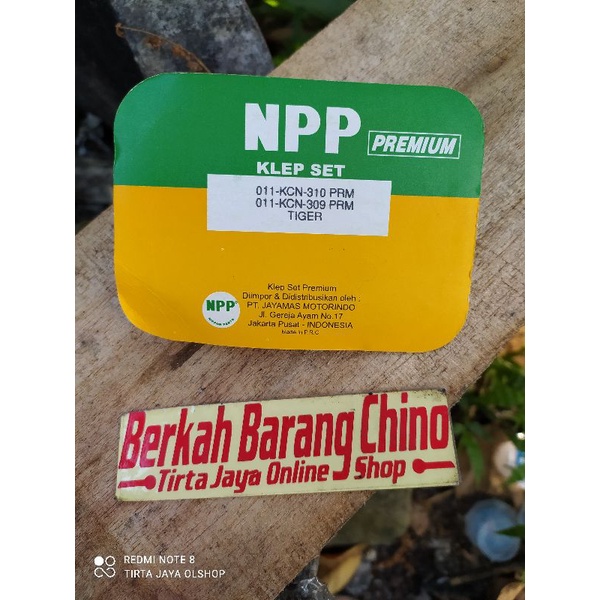 NPP PREMIUM
KLEP SET
011-KCN-310 PRM
011-KCN-309 PRM
TIGER
Klep Set Premium
Diimpor & Didistribusikan oleh :
PT. JAYAMAS MOTORINDO
Jl. Gereja Ayam No.17
Jakarta Pusat - INDONESIA
Made in P.R.C
NPP
Berkah Barang Chino
Tirta Jaya Online Shop
REDMI NOTE 8
TIRTA JAYA OLSHOP